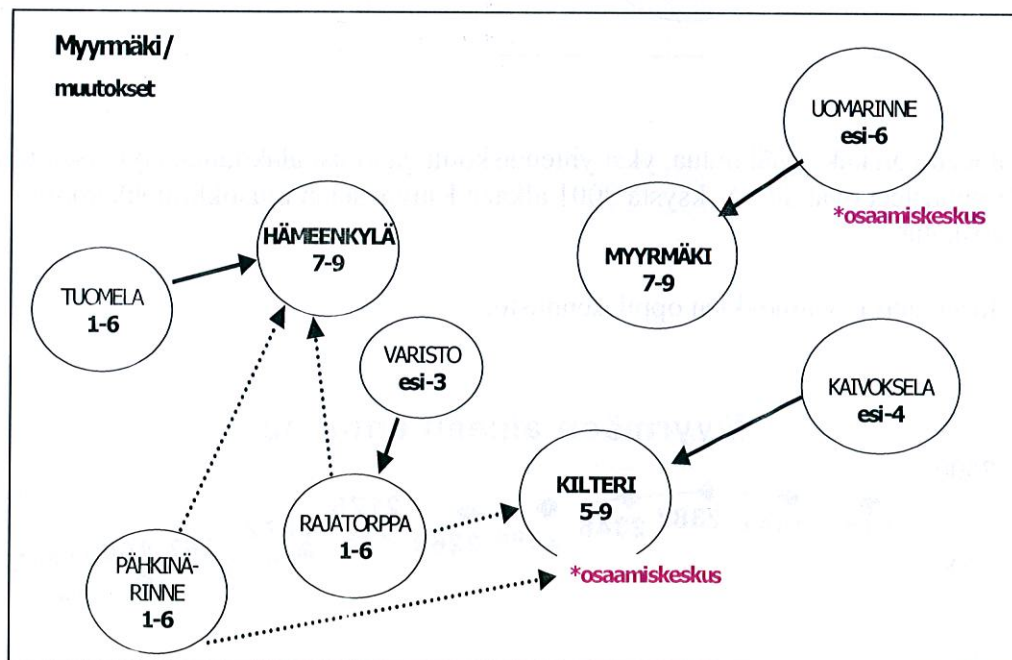 Myyrmäki/
muutokset
UOMARINNE
esi-6
*osaamiskeskus
HÄMEENKYLÄ
7-9
MYYRMÄKI
7-9
TUOMELA
1-6
VARISTO
esi-3
KAIVOKSELA
esi-4
KILTERI
5-9
*osaamiskeskus
RAJATORPPA
1-6
PÄHKINÄ-
RINNE
1-6